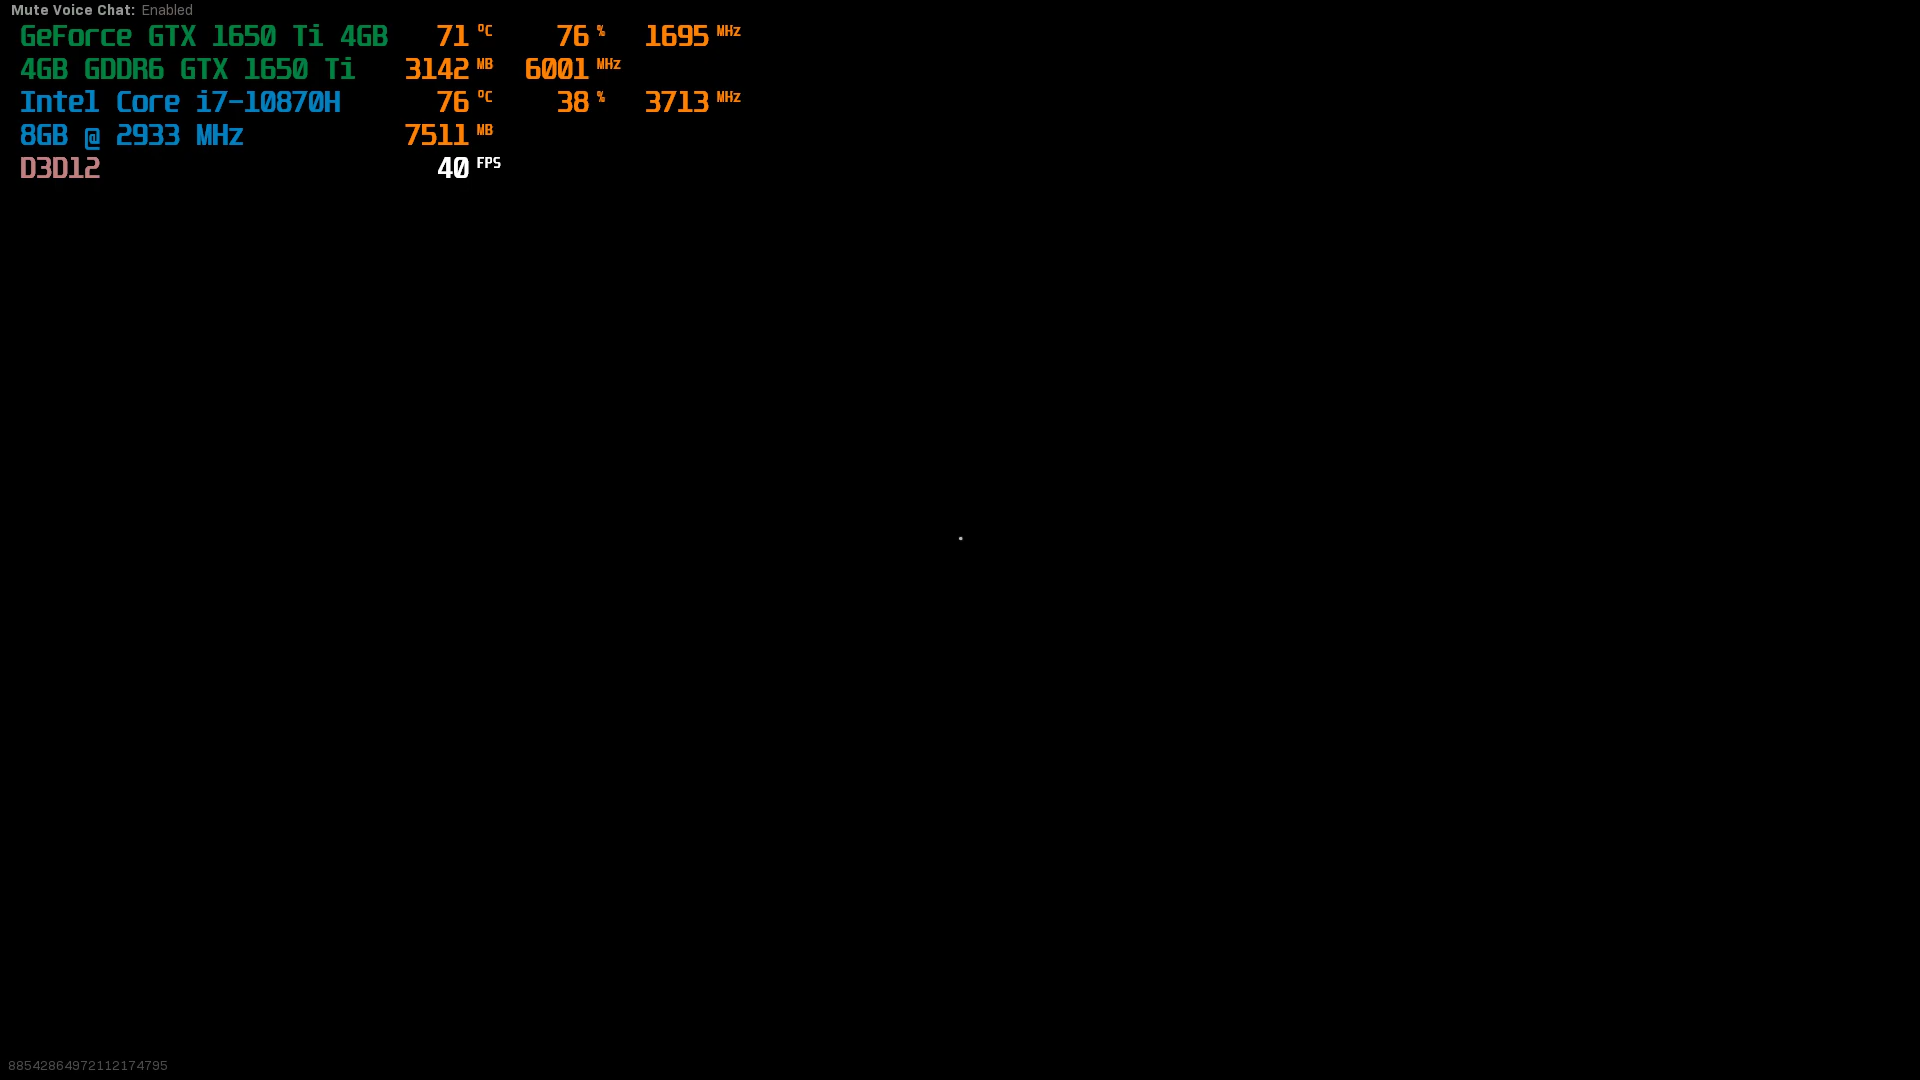 Mute Voice Chat: Enabled
GeForce GTX 1650 Ti 4GB 71 °C 76 % 1695 MHz
4GB GDDR6 GTX 1650 Ti 3142 MB 6001 MHz
Intel Core i7-10870H 76 °C 38 % 3713 MHz
8GB @ 2933 MHz 7511 MB
D3D12 40 FPS
88542864972112174795